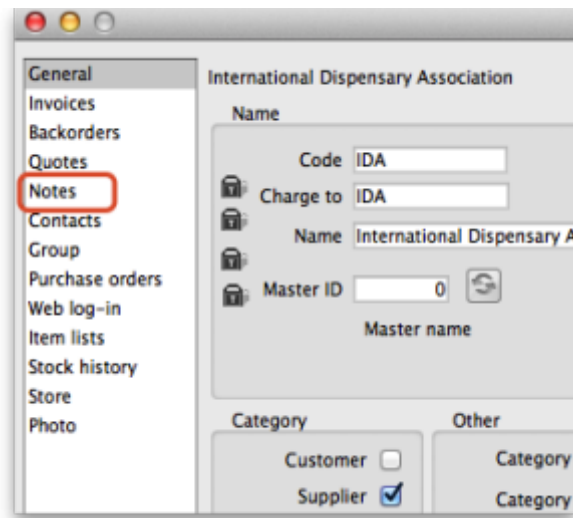 General
Invoices
Backorders
Quotes
Notes
Contacts
Group
Purchase orders
Web log-in
Item lists
Stock history
Store
Photo
International Dispensary Association
Name
Code IDA
Charge to IDA
Name International Dispensary A
Master ID 0
Master name
Category
Customer
Supplier
Other
Category
Category